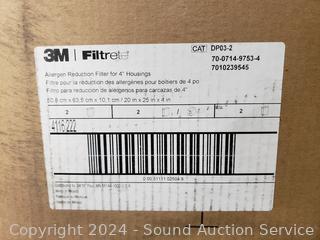 3M Filtrete
CAT DP03-2
70-0714-9753-4
7010239545
Allergen Reduction Filter for 4" Housings
Filtre pour la réduction des allergènes pour boîtiers de 4 po
Filtro para reducción de alérgenos para carcazas de 4"
50,8 cm x 63,5 cm x 10,1 cm / 20 in x 25 in x 4 in
2 2 2 2
Copyright 2024 - Sound Auction Service